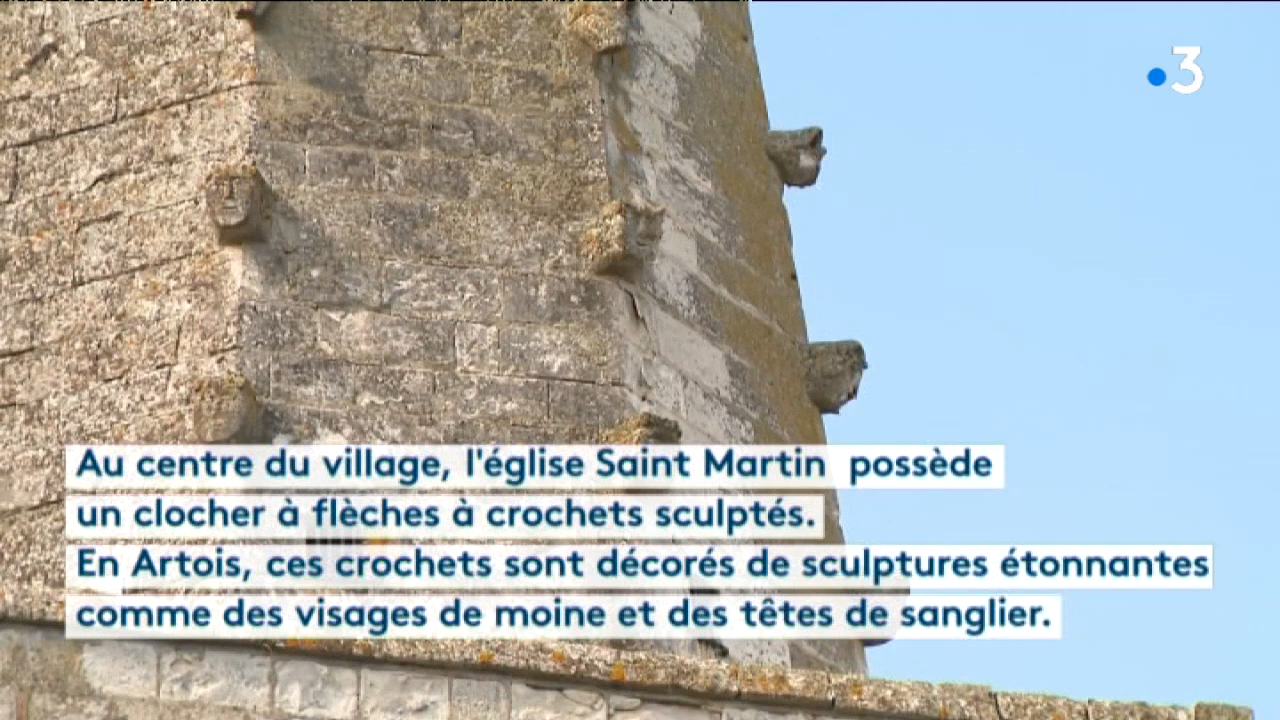 3
Au centre du village, l'église Saint Martin  possède
un clocher à flèches à crochets sculptés.
En Artois, ces crochets sont décorés de sculptures étonnantes
comme des visages de moine et des têtes de sanglier.